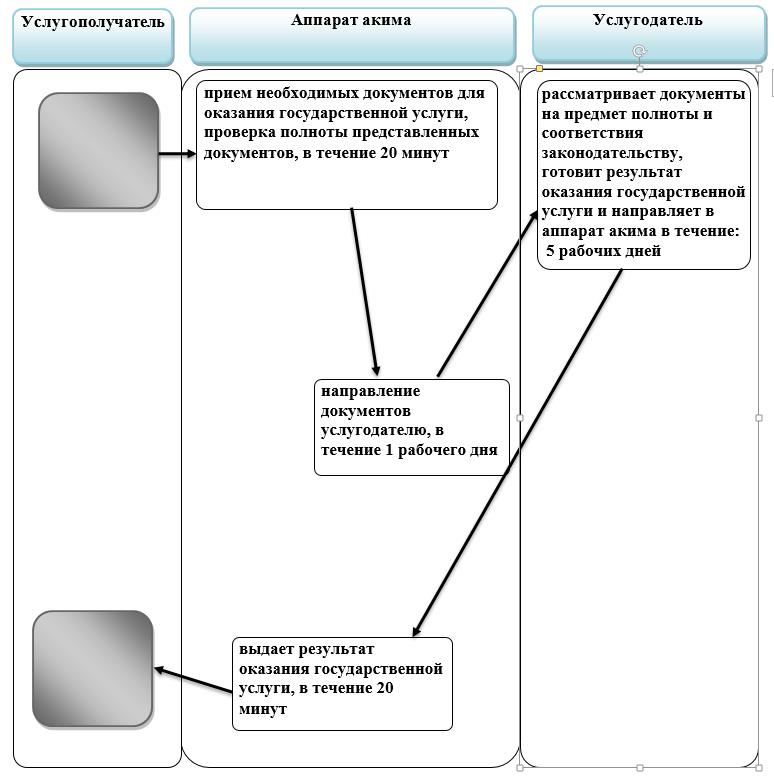 Услугополучатель
Аппарат акима
Услугодатель
прием необходимых документов для
оказания государственной услуги,
проверка полноты представленных
документов, в течение 20 минут
рассматривает документы
на предмет полноты и
соответствия
законодательству,
готовит результат
оказания государственной
услуги и направляет в
аппарат акима в течение:
5 рабочих дней
направление
документов
услугодателю, в
течение 1 рабочего дня
выдает результат
оказания государственной
услуги, в течение 20
минут